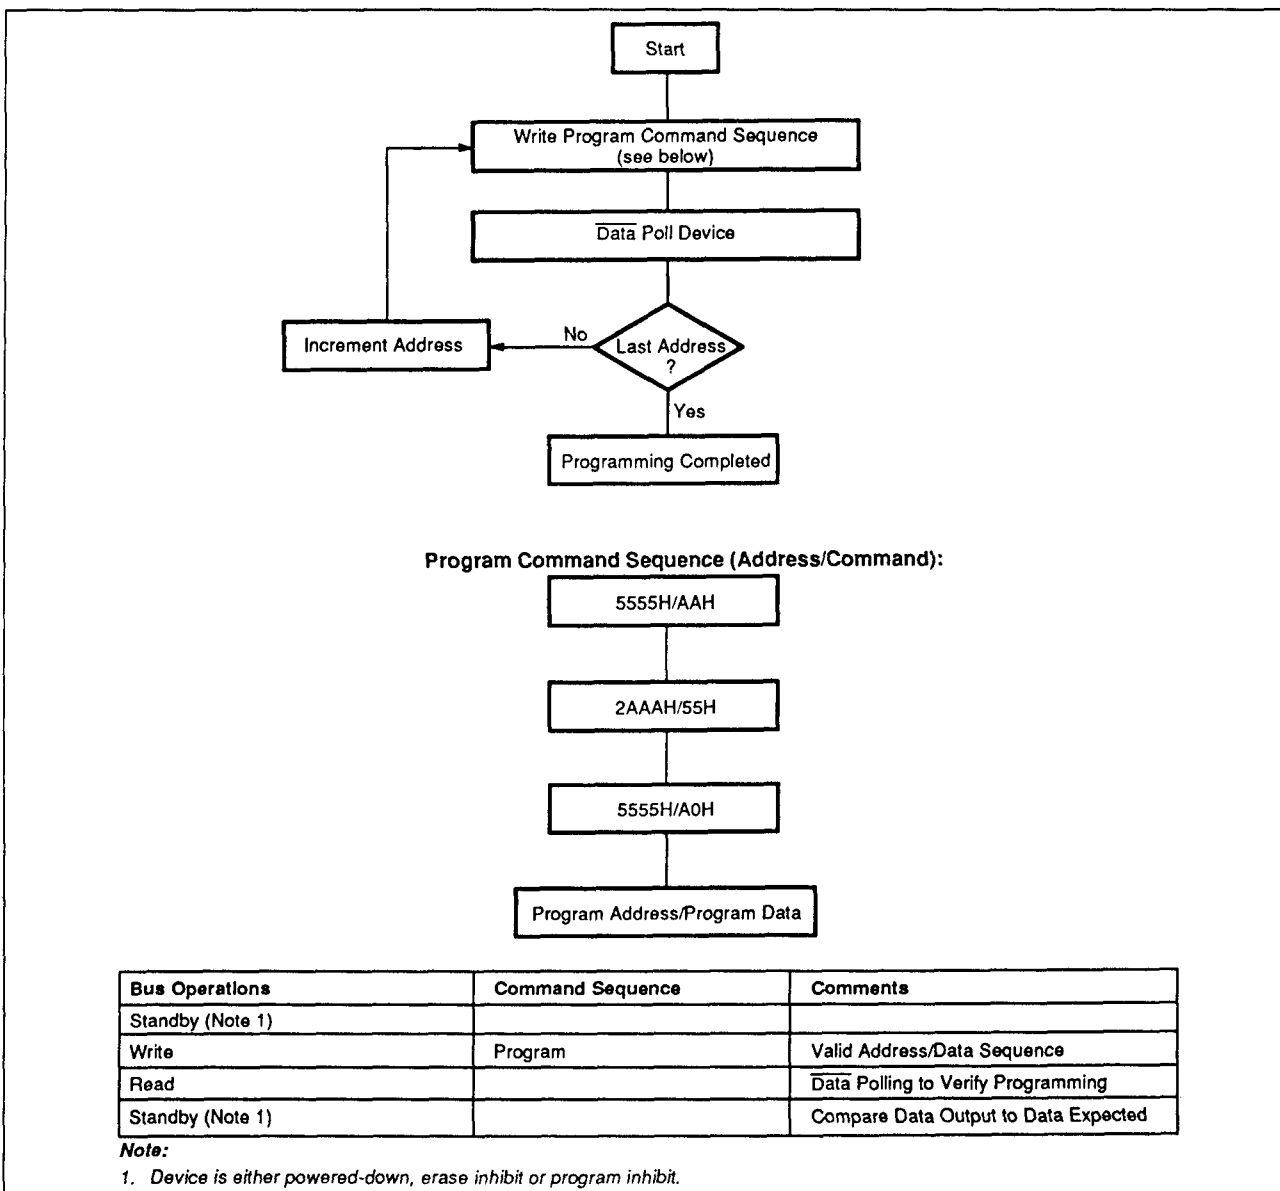 Start
Write Program Command Sequence
(see below)
Data Poll Device
No
Last Address
?
Increment Address
Yes
Programming Completed
Program Command Sequence (Address/Command):
5555H/AAH
2AAAH/55H
5555H/A0H
Program Address/Program Data
Bus Operations Command Sequence Comments
Standby (Note 1)
Write Program Valid Address/Data Sequence
Read Data Polling to Verify Programming
Standby (Note 1) Compare Data Output to Data Expected
Note:
1. Device is either powered-down, erase inhibit or program inhibit.